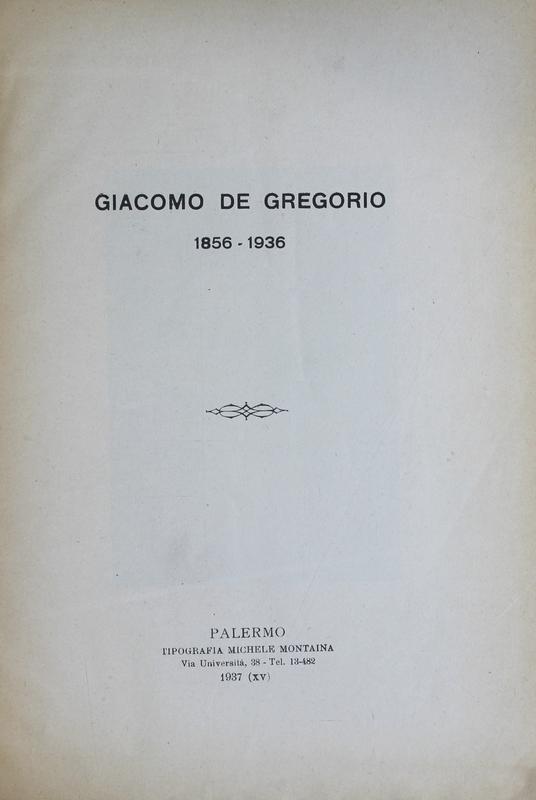 GIACOMO DE GREGORIO
1856 - 1936
PALERMO
TIPOGRAFIA MICHELE MONTAINA
Via Università, 38 - Tel. 13-482
1937 (XV)